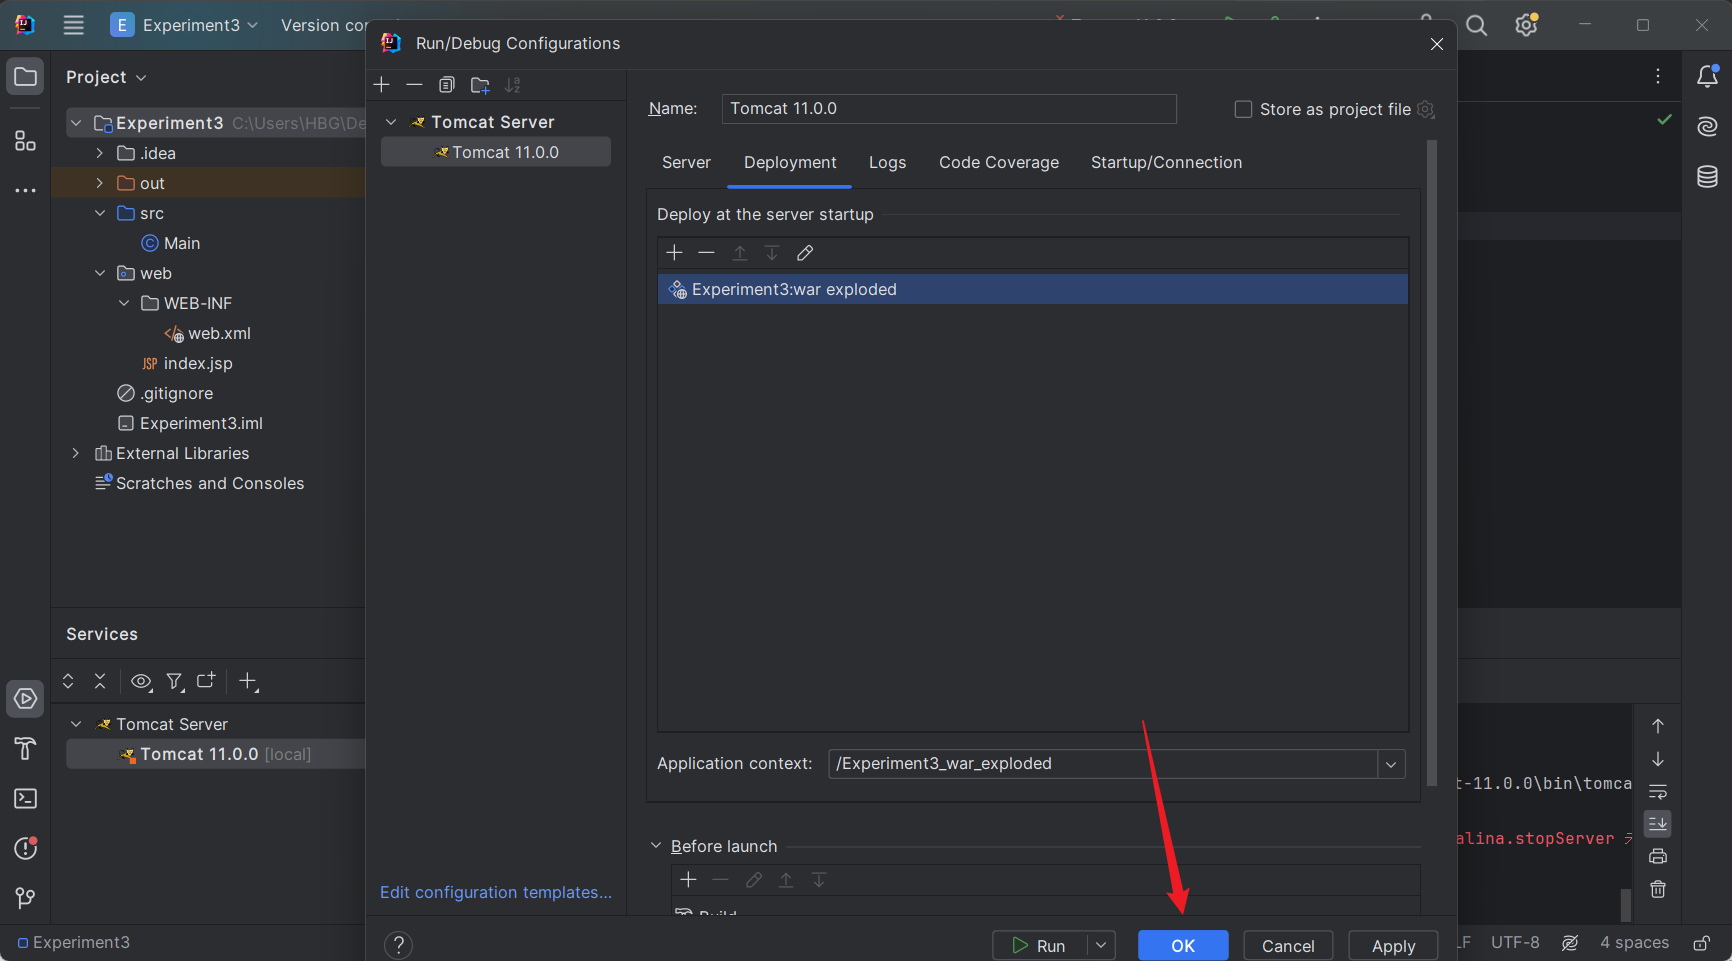 E Experiment3 Version co
Run/Debug Configurations
Project
Experiment3 C:\Users\HBG\De
.idea
out
src
Main
web
WEB-INF
web.xml
JSP index.jsp
.gitignore
Experiment3.iml
External Libraries
Scratches and Consoles
Tomcat Server
Tomcat 11.0.0
Edit configuration templates...
Name: Tomcat 11.0.0
Store as project file
Server Deployment Logs Code Coverage Startup/Connection
Deploy at the server startup
Experiment3:war exploded
Application context: /Experiment3_war_exploded
Before launch
Build
? Run OK Cancel Apply
Services
Tomcat Server
Tomcat 11.0.0 [local]
t-11.0.0\bin\tomca
alina.stopServer
Experiment3
LF UTF-8 4 spaces